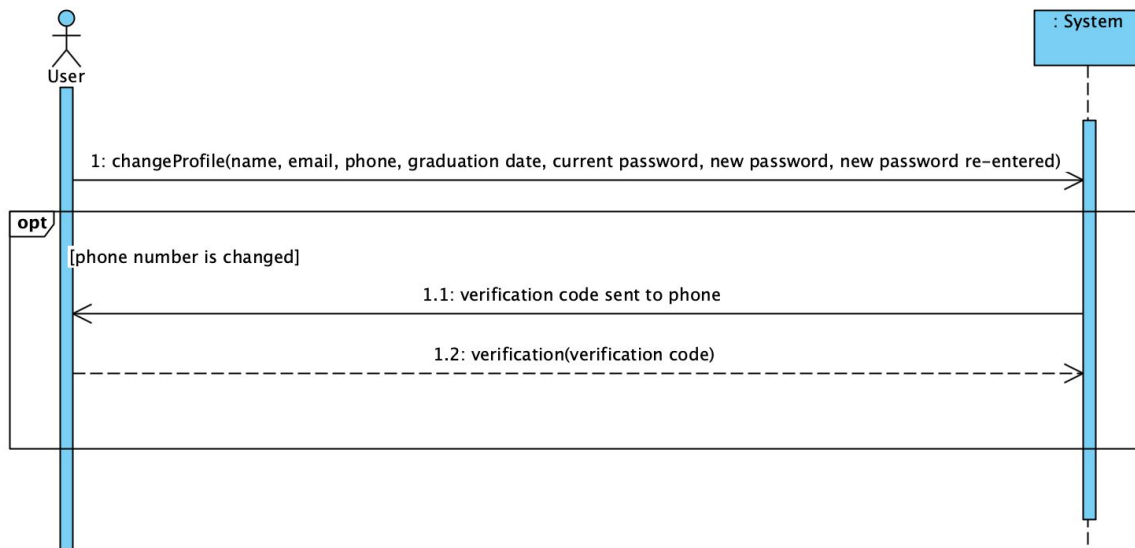 : System
User
1: changeProfile(name, email, phone, graduation date, current password, new password, new password re-entered)
opt
[phone number is changed]
1.1: verification code sent to phone
1.2: verification(verification code)